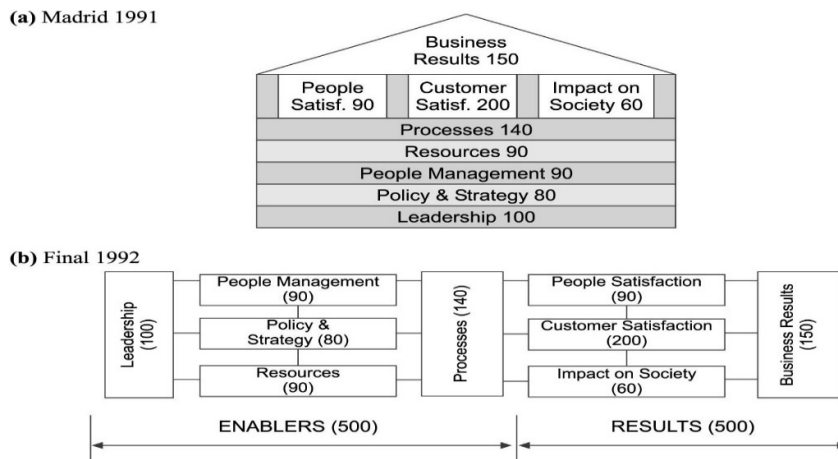 (a) Madrid 1991
Business
Results 150
People
Satisf. 90
Customer
Satisf. 200
Impact on
Society 60
Processes 140
Resources 90
People Management 90
Policy & Strategy 80
Leadership 100
(b) Final 1992
Leadership
(100)
People Management
(90)
Policy &
Strategy (80)
Resources
(90)
Processes (140)
People Satisfaction
(90)
Customer Satisfaction
(200)
Impact on Society
(60)
Business Results
(150)
ENABLERS (500)
RESULTS (500)